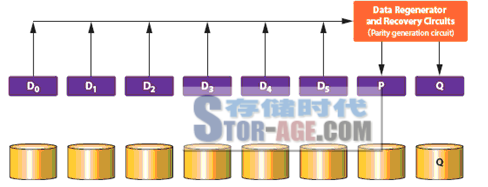 Data Regenerator
and Recovery Circuits
(Parity generation circuit)
D0 D1 D2 D3 D4 D5 P Q
存储时代
STOR-AGE.COM
Q